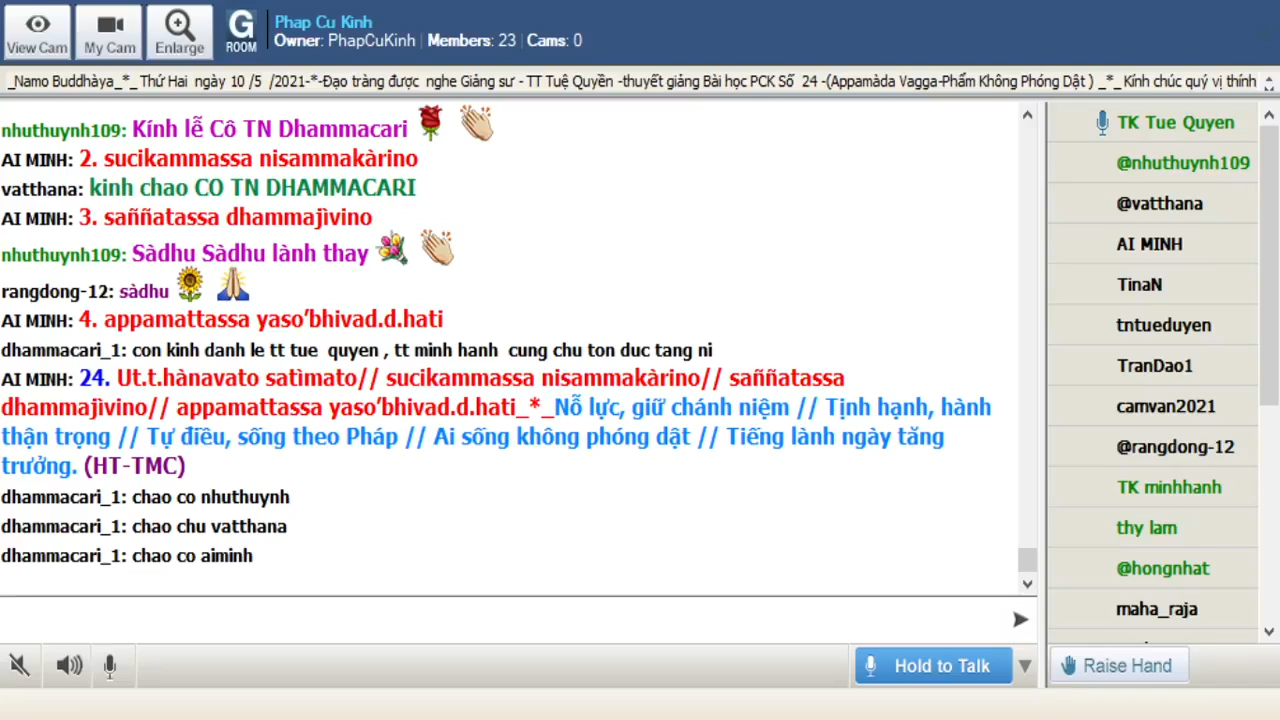 View Cam
My Cam
Enlarge
G
ROOM
Phap Cu Kinh
Owner: PhapCuKinh | Members: 23 | Cams: 0
_Namo Buddhàya_*_ Thứ Hai  ngày 10 /5  /2021-*-Đạo tràng được  nghe Giảng sư - TT Tuệ Quyền -thuyết giảng Bài học PCK Số  24 -(Appamàda Vagga-Phẩm Không Phóng Dật ) _*_ Kính chúc quý vị thính
nhuthuynh109: Kính lễ Cô TN Dhammacari
AI MINH: 2. sucikammassa nisammakàrino
vatthana: kinh chao CO TN DHAMMACARI
AI MINH: 3. saññatassa dhammajìvino
nhuthuynh109: Sàdhu Sàdhu lành thay
rangdong-12: sàdhu
AI MINH: 4. appamattassa yaso’bhivad.d.hati
dhammacari_1: con kinh danh le tt tue  quyen , tt minh hanh  cung chu ton duc tang ni
AI MINH: 24. Ut.t.hànavato satìmato// sucikammassa nisammakàrino// saññatassa
dhammajìvino// appamattassa yaso’bhivad.d.hati_*_Nỗ lực, giữ chánh niệm // Tịnh hạnh, hành
thận trọng // Tự điều, sống theo Pháp // Ai sống không phóng dật // Tiếng lành ngày tăng
trưởng. (HT-TMC)
dhammacari_1: chao co nhuthuynh
dhammacari_1: chao chu vatthana
dhammacari_1: chao co aiminh
TK Tue Quyen
@nhuthuynh109
@vatthana
AI MINH
TinaN
tntueduyen
TranDao1
camvan2021
@rangdong-12
TK minhhanh
thy lam
@hongnhat
maha_raja
Hold to Talk
Raise Hand